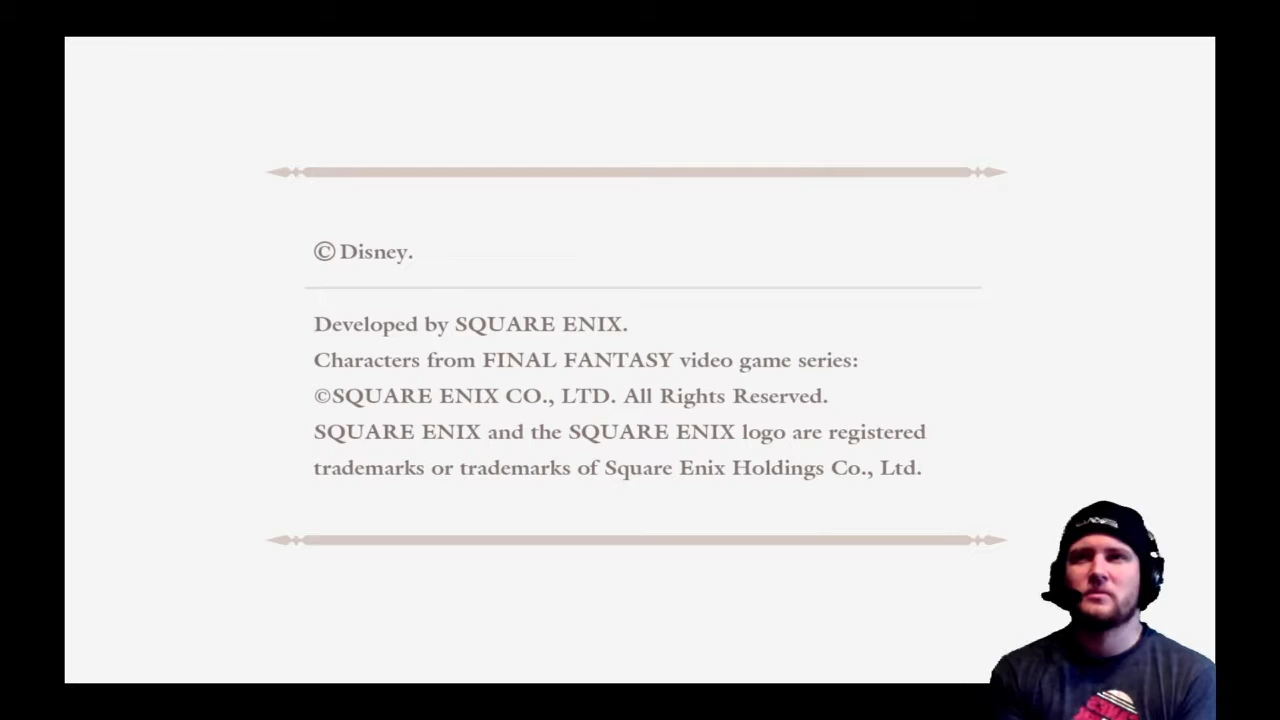 © Disney.
Developed by SQUARE ENIX.
Characters from FINAL FANTASY video game series:
©SQUARE ENIX CO., LTD. All Rights Reserved.
SQUARE ENIX and the SQUARE ENIX logo are registered
trademarks or trademarks of Square Enix Holdings Co., Ltd.